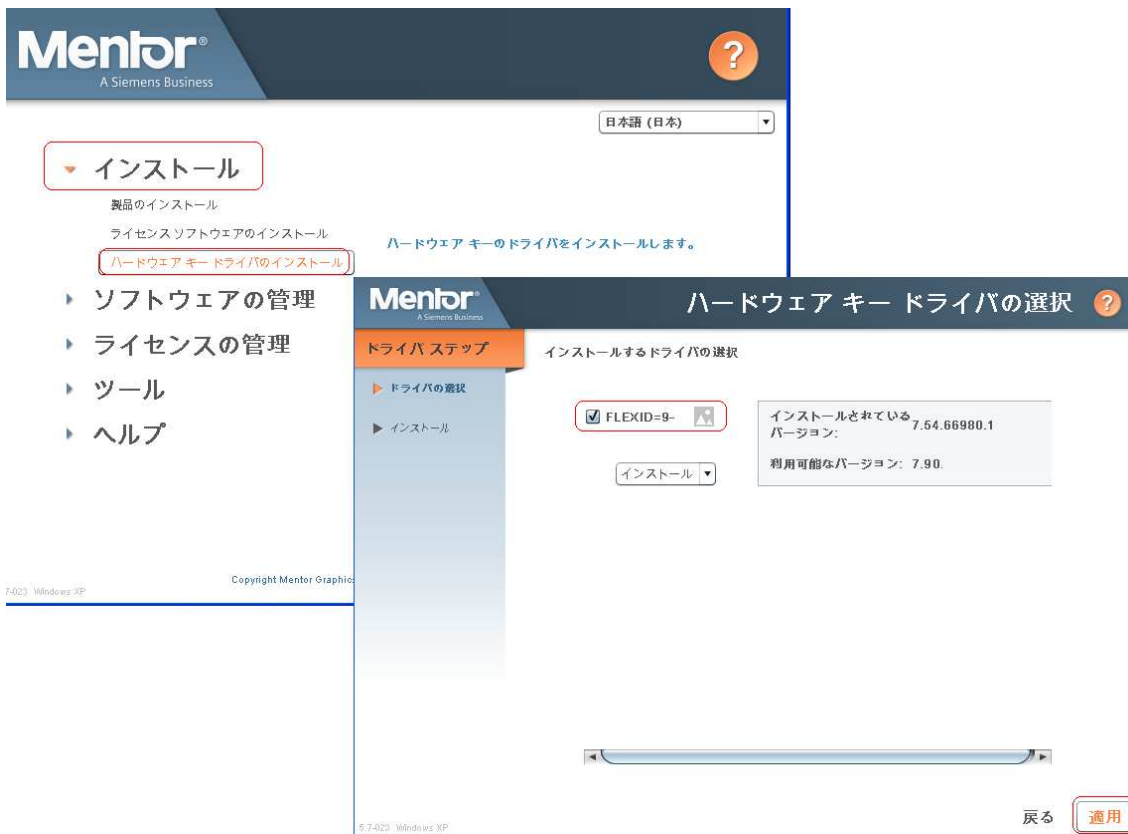 Mentor®
A Siemens Business
?
日本語 (日本)
インストール
製品のインストール
ライセンス ソフトウェアのインストール
ハードウェア キー ドライバのインストール
ハードウェア キーのドライバをインストールします。
ソフトウェアの管理
ライセンスの管理
ツール
ヘルプ
Copyright Mentor Graphic
7-023 Windows XP
Mentor®
A Siemens Business
ハードウェア キー ドライバの選択
?
ドライバ ステップ
ドライバの選択
インストール
インストールするドライバの選択
FLEXID=9-
インストール
インストールされているバージョン: 7.54.66980.1
利用可能なバージョン: 7.90.
戻る
適用
5.7-023 Windows XP